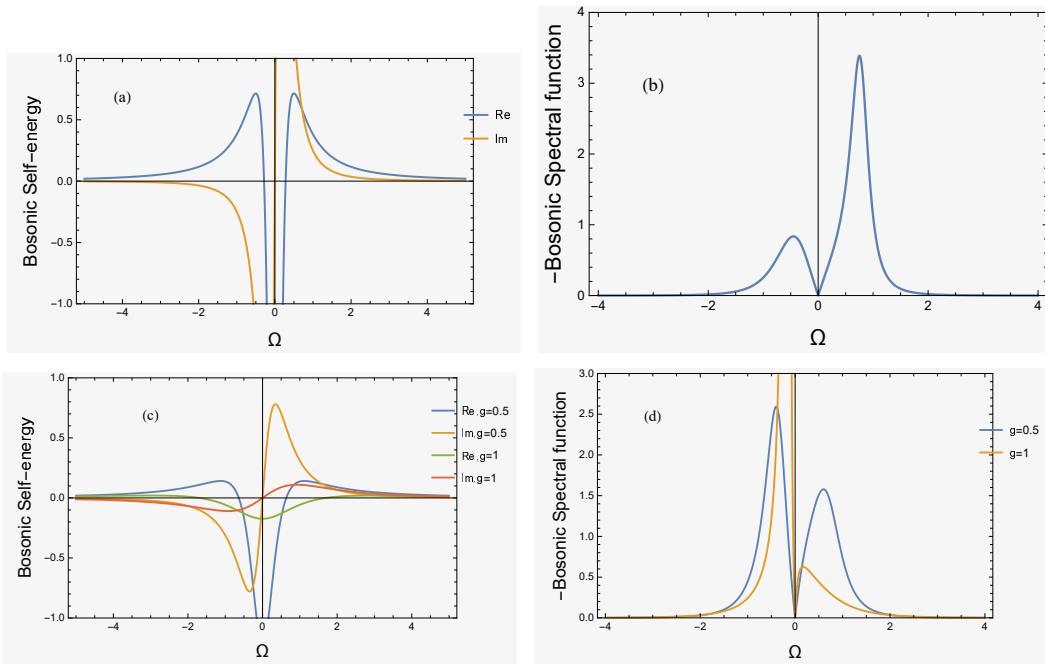 (a)
Bosonic Self-energy
1.0
0.5
0.0
-0.5
-1.0
-4
-2
0
2
4
Ω
Re
Im
(b)
-Bosonic Spectral function
4
3
2
1
0
-4
-2
0
2
4
Ω
(c)
Bosonic Self-energy
1.0
0.5
0.0
-0.5
-1.0
-4
-2
0
2
4
Ω
Re,g=0.5
Im,g=0.5
Re,g=1
Im,g=1
(d)
-Bosonic Spectral function
3.0
2.5
2.0
1.5
1.0
0.5
0.0
-4
-2
0
2
4
Ω
g=0.5
g=1